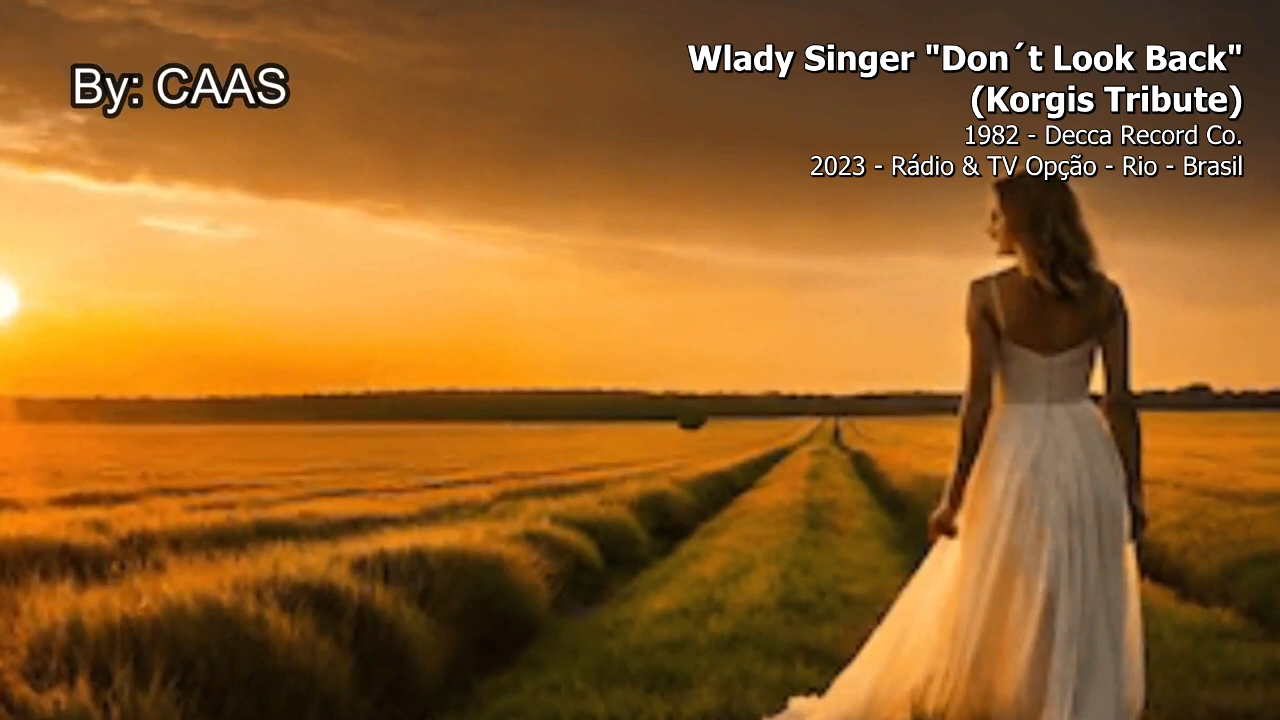 By: CAAS
Wlady Singer "Don´t Look Back"
(Korgis Tribute)
1982 - Decca Record Co.
2023 - Rádio & TV Opção - Rio - Brasil